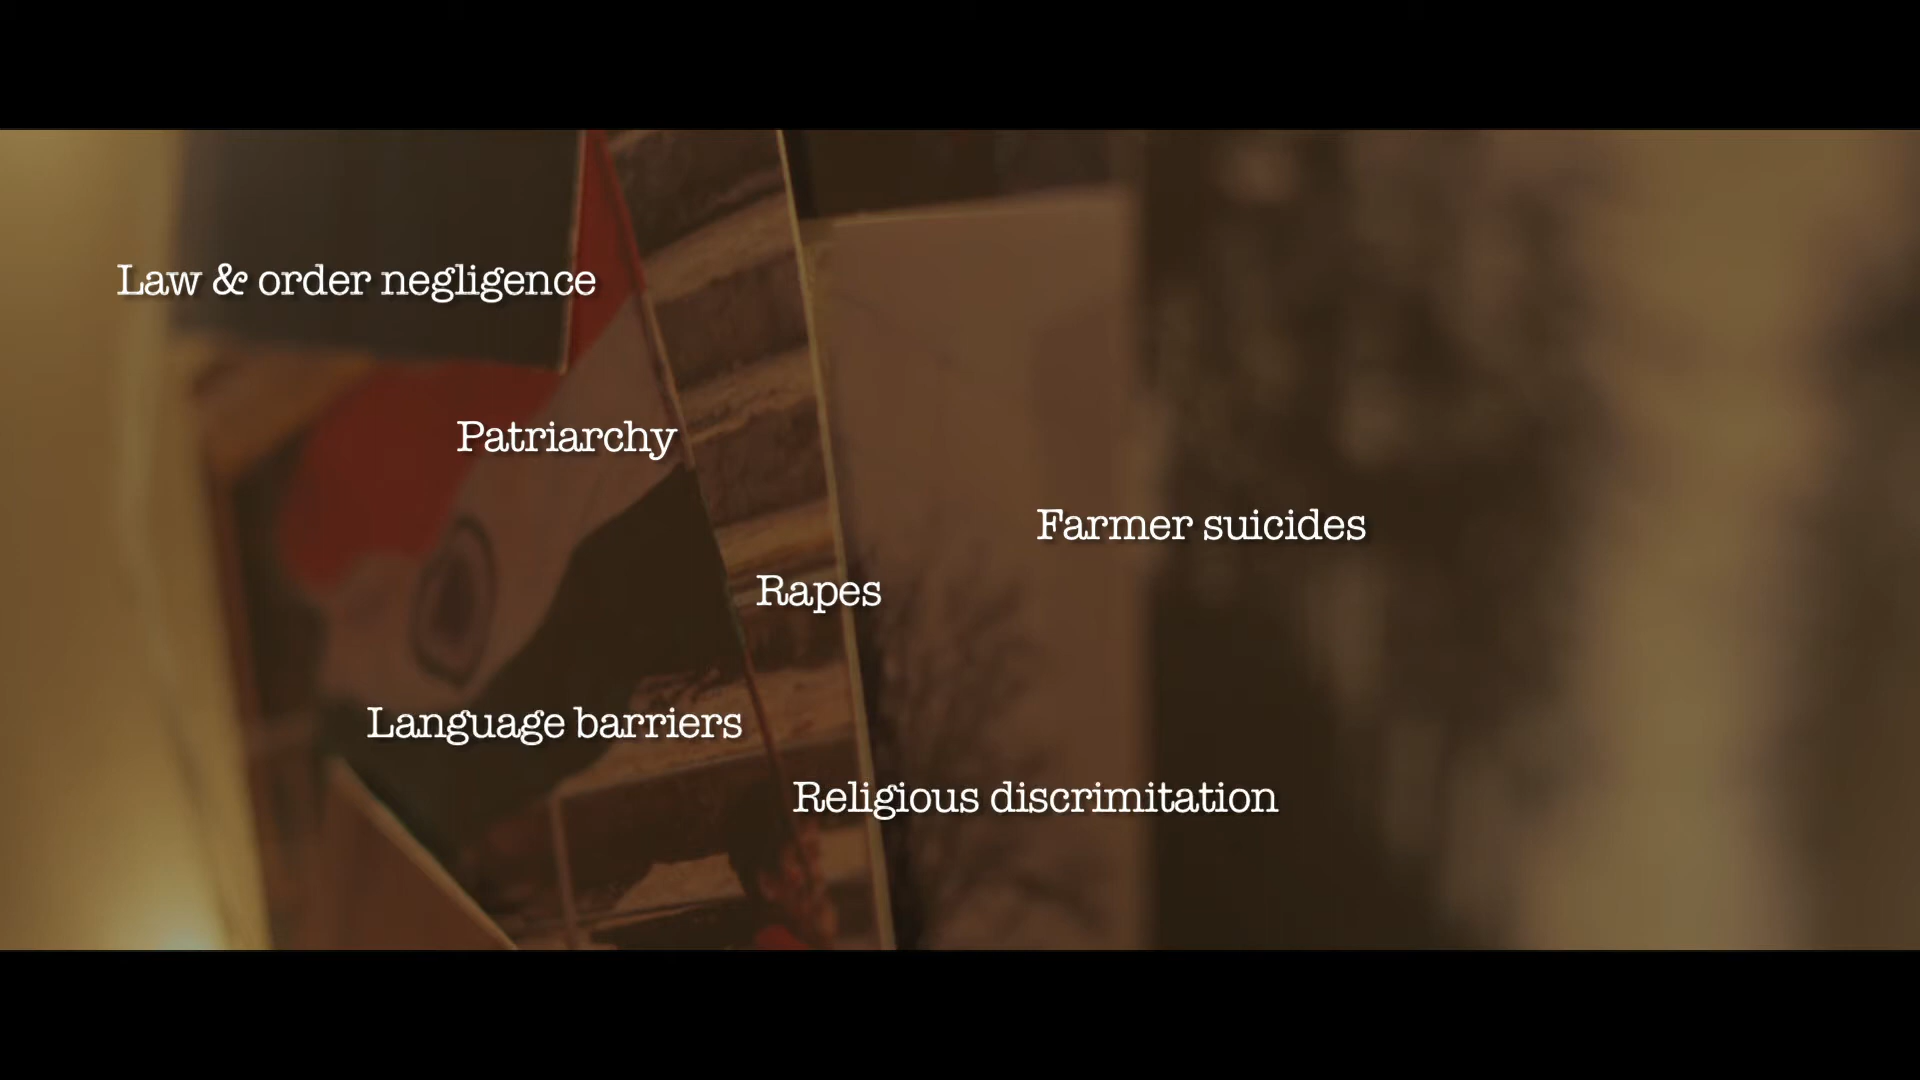 Law & order negligence
Patriarchy
Farmer suicides
Rapes
Language barriers
Religious discrimitation